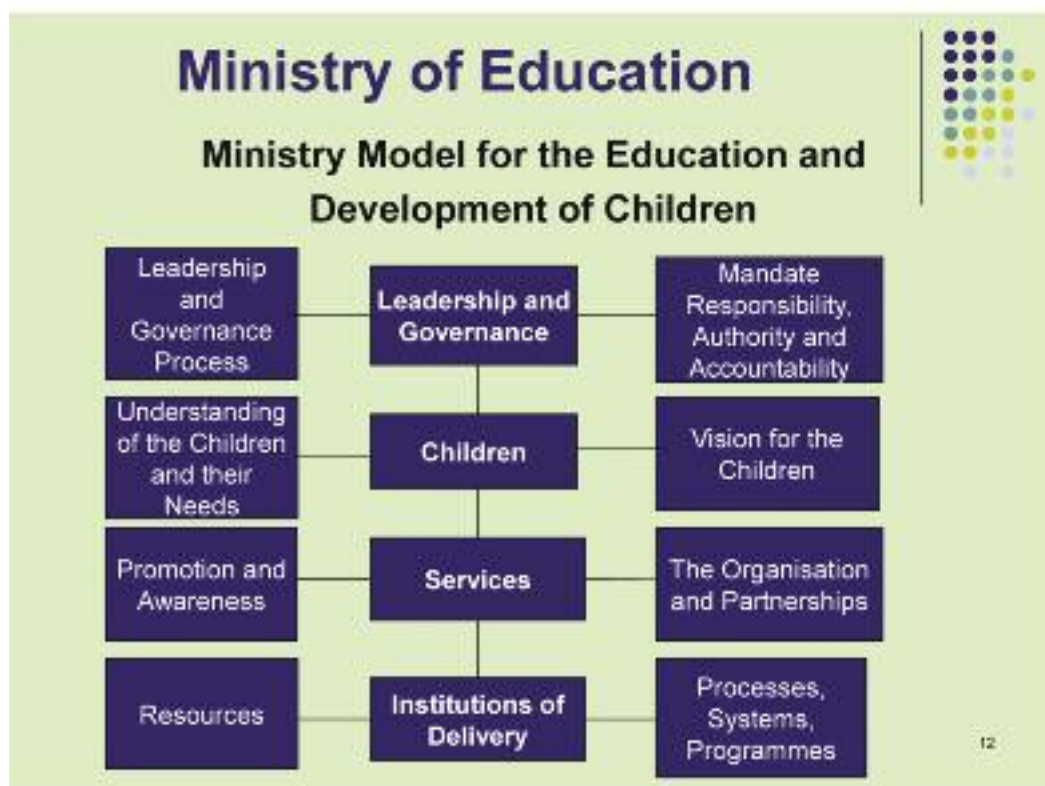 Ministry of Education
Ministry Model for the Education and
Development of Children
Leadership
and
Governance
Process
Leadership and
Governance
Mandate
Responsibility,
Authority and
Accountability
Understanding
of the Children
and their
Needs
Children
Vision for the
Children
Promotion and
Awareness
Services
The Organisation
and Partnerships
Resources
Institutions of
Delivery
Processes,
Systems,
Programmes
12